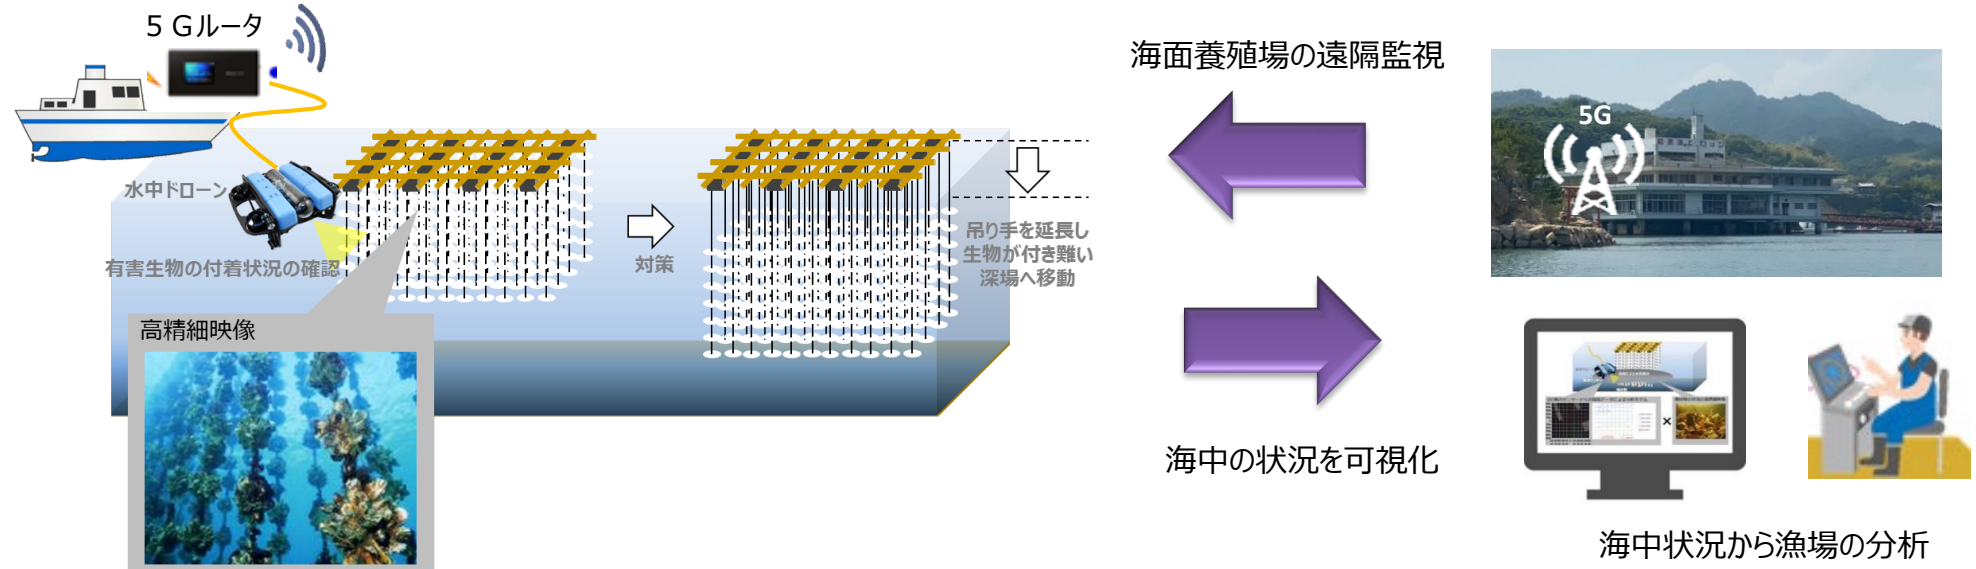 ５Ｇルータ
水中ドローン
有害生物の付着状況の確認
高精細映像
対策
吊り手を延長し
生物が付き難い
深場へ移動
海面養殖場の遠隔監視
海中の状況を可視化
5G
×
海中状況から漁場の分析